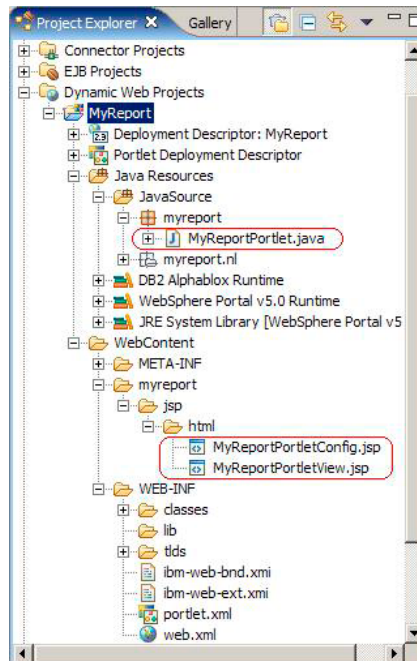 Project Explorer Gallery
Connector Projects
EJB Projects
Dynamic Web Projects
MyReport
2.3 Deployment Descriptor: MyReport
Portlet Deployment Descriptor
Java Resources
JavaSource
myreport
J MyReportPortlet.java
myreport.nl
DB2 Alphablox Runtime
WebSphere Portal v5.0 Runtime
JRE System Library [WebSphere Portal v5
WebContent
META-INF
myreport
jsp
html
MyReportPortletConfig.jsp
MyReportPortletView.jsp
WEB-INF
classes
lib
tlds
ibm-web-bnd.xmi
ibm-web-ext.xmi
portlet.xml
web.xml